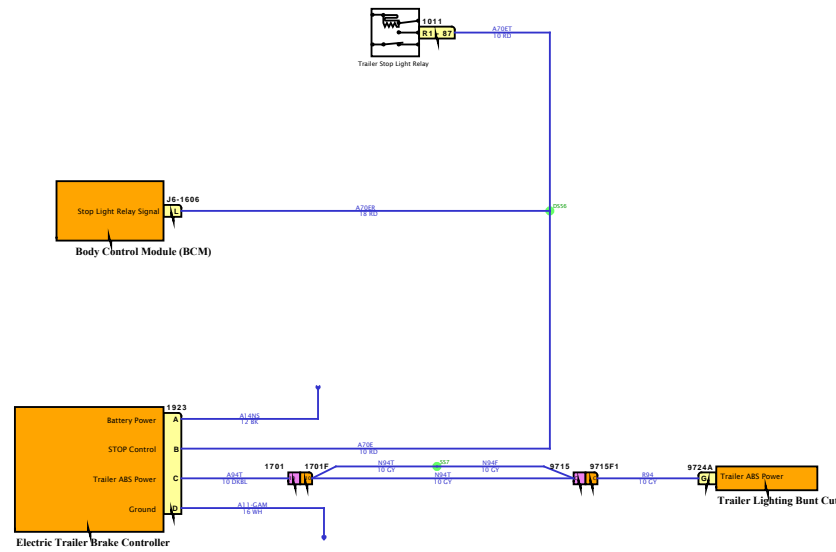 1011
A70ET
10 RD
R1 - 87
Trailer Stop Light Relay
J6-1606
Stop Light Relay Signal
L
A70ER
18 RD
DS56
Body Control Module (BCM)
1923
Battery Power
A
A14NS
12 BK
STOP Control
B
A70E
10 RD
1701
1701F
N94T
10 GY
SS7
N94F
10 GY
9715
9715F1
9724A
Trailer ABS Power
C
A94T
10 DKBL
N94T
10 GY
R94
10 GY
G
Trailer ABS Power
Trailer Lighting Bunt Cut
Ground
D
A11-GAM
16 WH
Electric Trailer Brake Controller